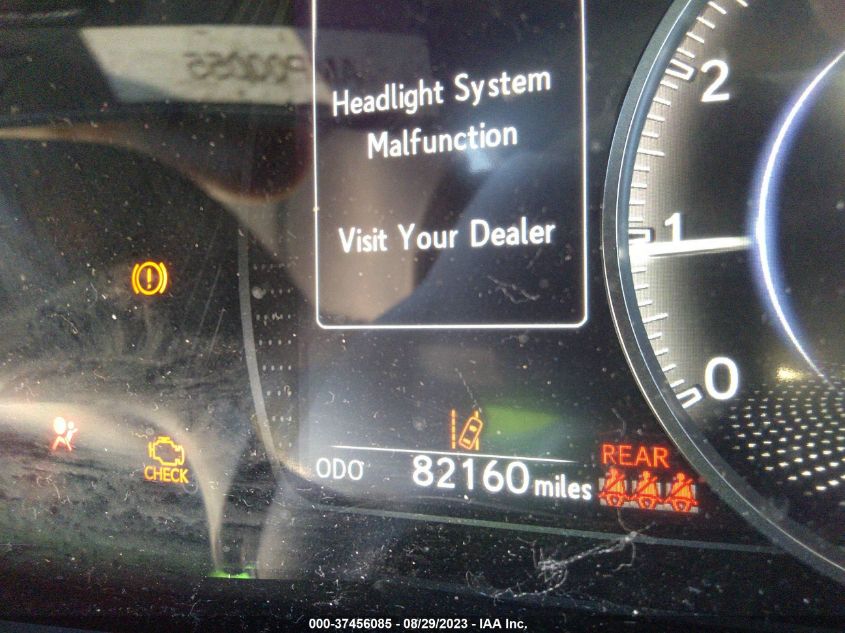 Headlight System
Malfunction
Visit Your Dealer
2
1
0
CHECK
ODO 82160 miles
REAR
000-37456085 - 08/29/2023 - IAA Inc.